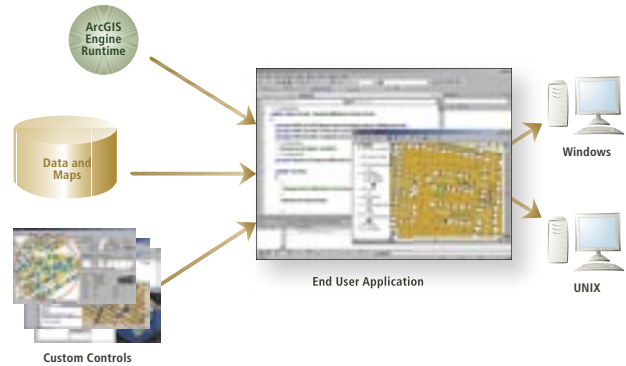 ArcGIS
Engine
Runtime
Data and
Maps
Custom Controls
End User Application
Windows
UNIX